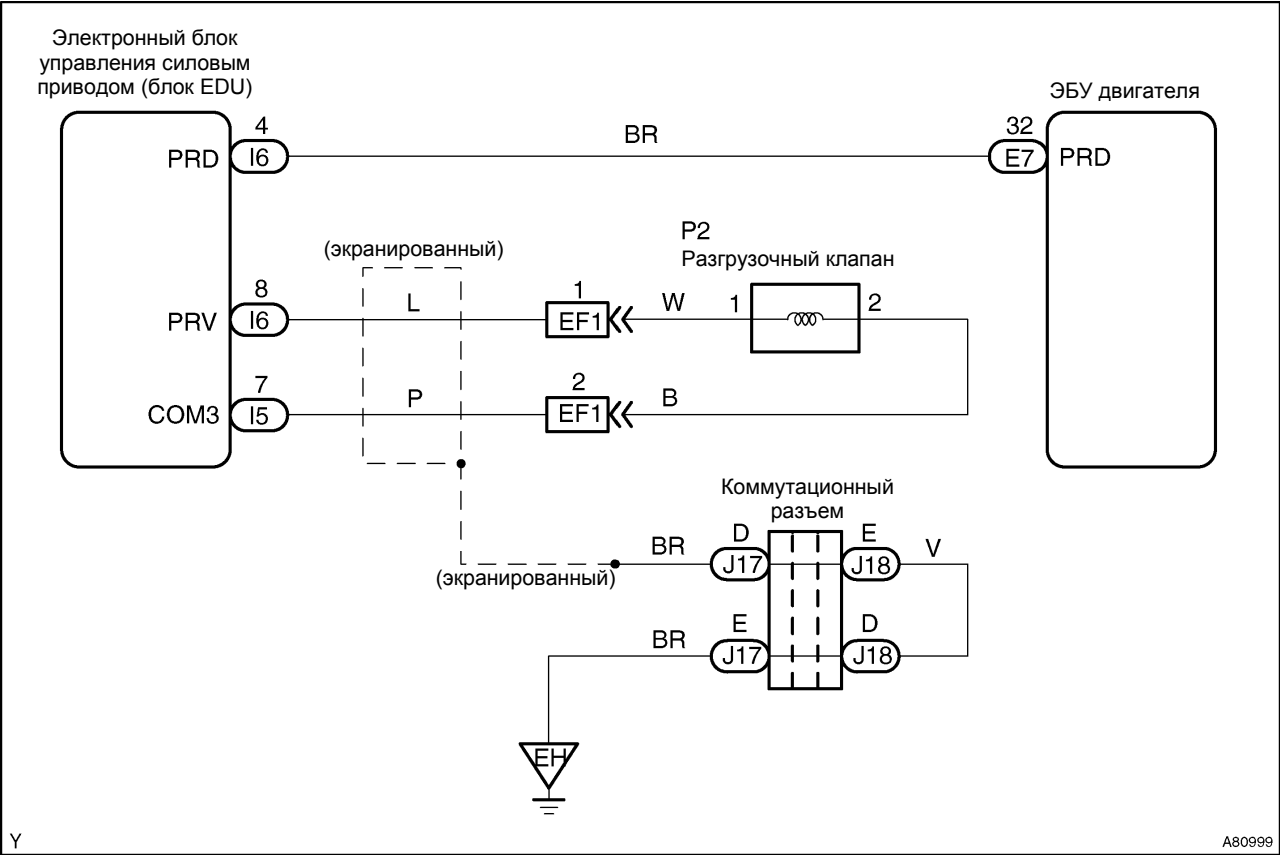 Электронный блок
управления силовым
приводом (блок EDU)
ЭБУ двигателя
4
BR
32
PRD
I6
E7
PRD
P2
Разгрузочный клапан
(экранированный)
8
L
1
W
1
2
PRV
I6
EF1
7
P
2
B
COM3
I5
EF1
Коммутационный
разъем
BR
D
E
V
J17
J18
(экранированный)
BR
E
D
J17
J18
EH
Y
A80999